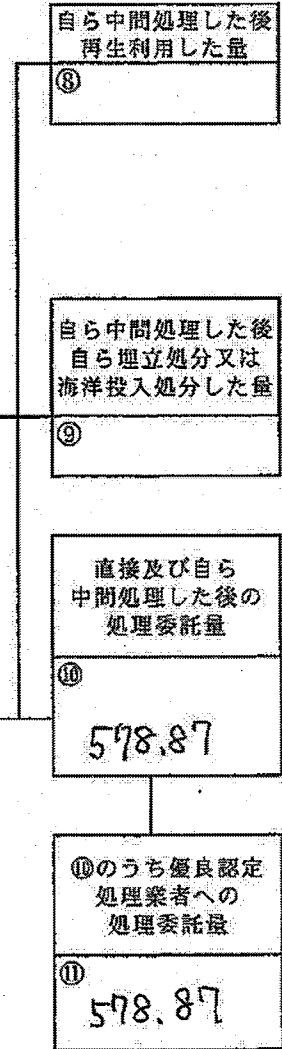 自ら中間処理した後
再生利用した量
⑧
自ら中間処理した後
自ら埋立処分又は
海洋投入処分した量
⑨
直接及び自ら
中間処理した後の
処理委託量
⑩
578.87
⑩のうち優良認定
処理業者への
処理委託量
⑪
578.87